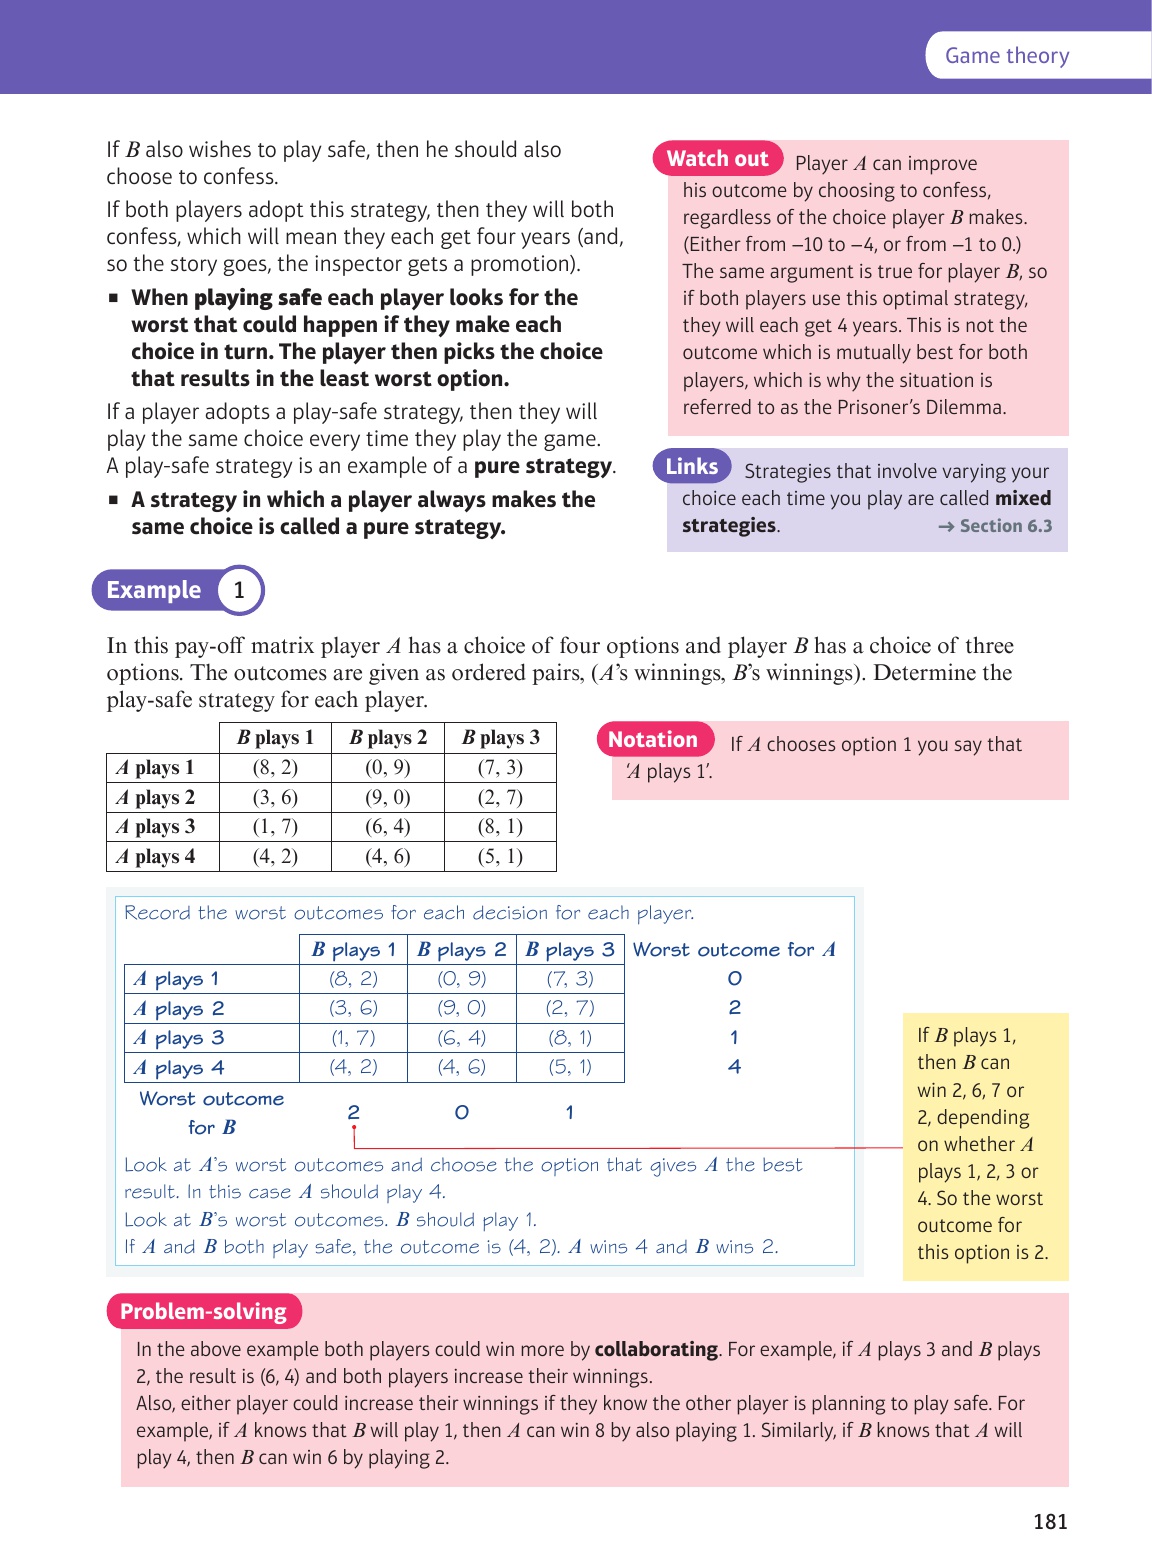 Game theory
If B also wishes to play safe, then he should also
choose to confess.
If both players adopt this strategy, then they will both
confess, which will mean they each get four years (and,
so the story goes, the inspector gets a promotion).
■ When playing safe each player looks for the
worst that could happen if they make each
choice in turn. The player then picks the choice
that results in the least worst option.
If a player adopts a play-safe strategy, then they will
play the same choice every time they play the game.
A play-safe strategy is an example of a pure strategy.
■ A strategy in which a player always makes the
same choice is called a pure strategy.
Watch out Player A can improve
his outcome by choosing to confess,
regardless of the choice player B makes.
(Either from –10 to –4, or from –1 to 0.)
The same argument is true for player B, so
if both players use this optimal strategy,
they will each get 4 years. This is not the
outcome which is mutually best for both
players, which is why the situation is
referred to as the Prisoner's Dilemma.
Links Strategies that involve varying your
choice each time you play are called mixed
strategies. → Section 6.3
Example 1
In this pay-off matrix player A has a choice of four options and player B has a choice of three
options. The outcomes are given as ordered pairs, (A's winnings, B's winnings). Determine the
play-safe strategy for each player.
B plays 1 B plays 2 B plays 3
A plays 1 (8, 2) (0, 9) (7, 3)
A plays 2 (3, 6) (9, 0) (2, 7)
A plays 3 (1, 7) (6, 4) (8, 1)
A plays 4 (4, 2) (4, 6) (5, 1)
Notation If A chooses option 1 you say that
'A plays 1'.
Record the worst outcomes for each decision for each player.
B plays 1 B plays 2 B plays 3 Worst outcome for A
A plays 1 (8, 2) (0, 9) (7, 3) 0
A plays 2 (3, 6) (9, 0) (2, 7) 2
A plays 3 (1, 7) (6, 4) (8, 1) 1
A plays 4 (4, 2) (4, 6) (5, 1) 4
Worst outcome
for B 2 0 1
Look at A's worst outcomes and choose the option that gives A the best
result. In this case A should play 4.
Look at B's worst outcomes. B should play 1.
If A and B both play safe, the outcome is (4, 2). A wins 4 and B wins 2.
If B plays 1,
then B can
win 2, 6, 7 or
2, depending
on whether A
plays 1, 2, 3 or
4. So the worst
outcome for
this option is 2.
Problem-solving
In the above example both players could win more by collaborating. For example, if A plays 3 and B plays
2, the result is (6, 4) and both players increase their winnings.
Also, either player could increase their winnings if they know the other player is planning to play safe. For
example, if A knows that B will play 1, then A can win 8 by also playing 1. Similarly, if B knows that A will
play 4, then B can win 6 by playing 2.
181